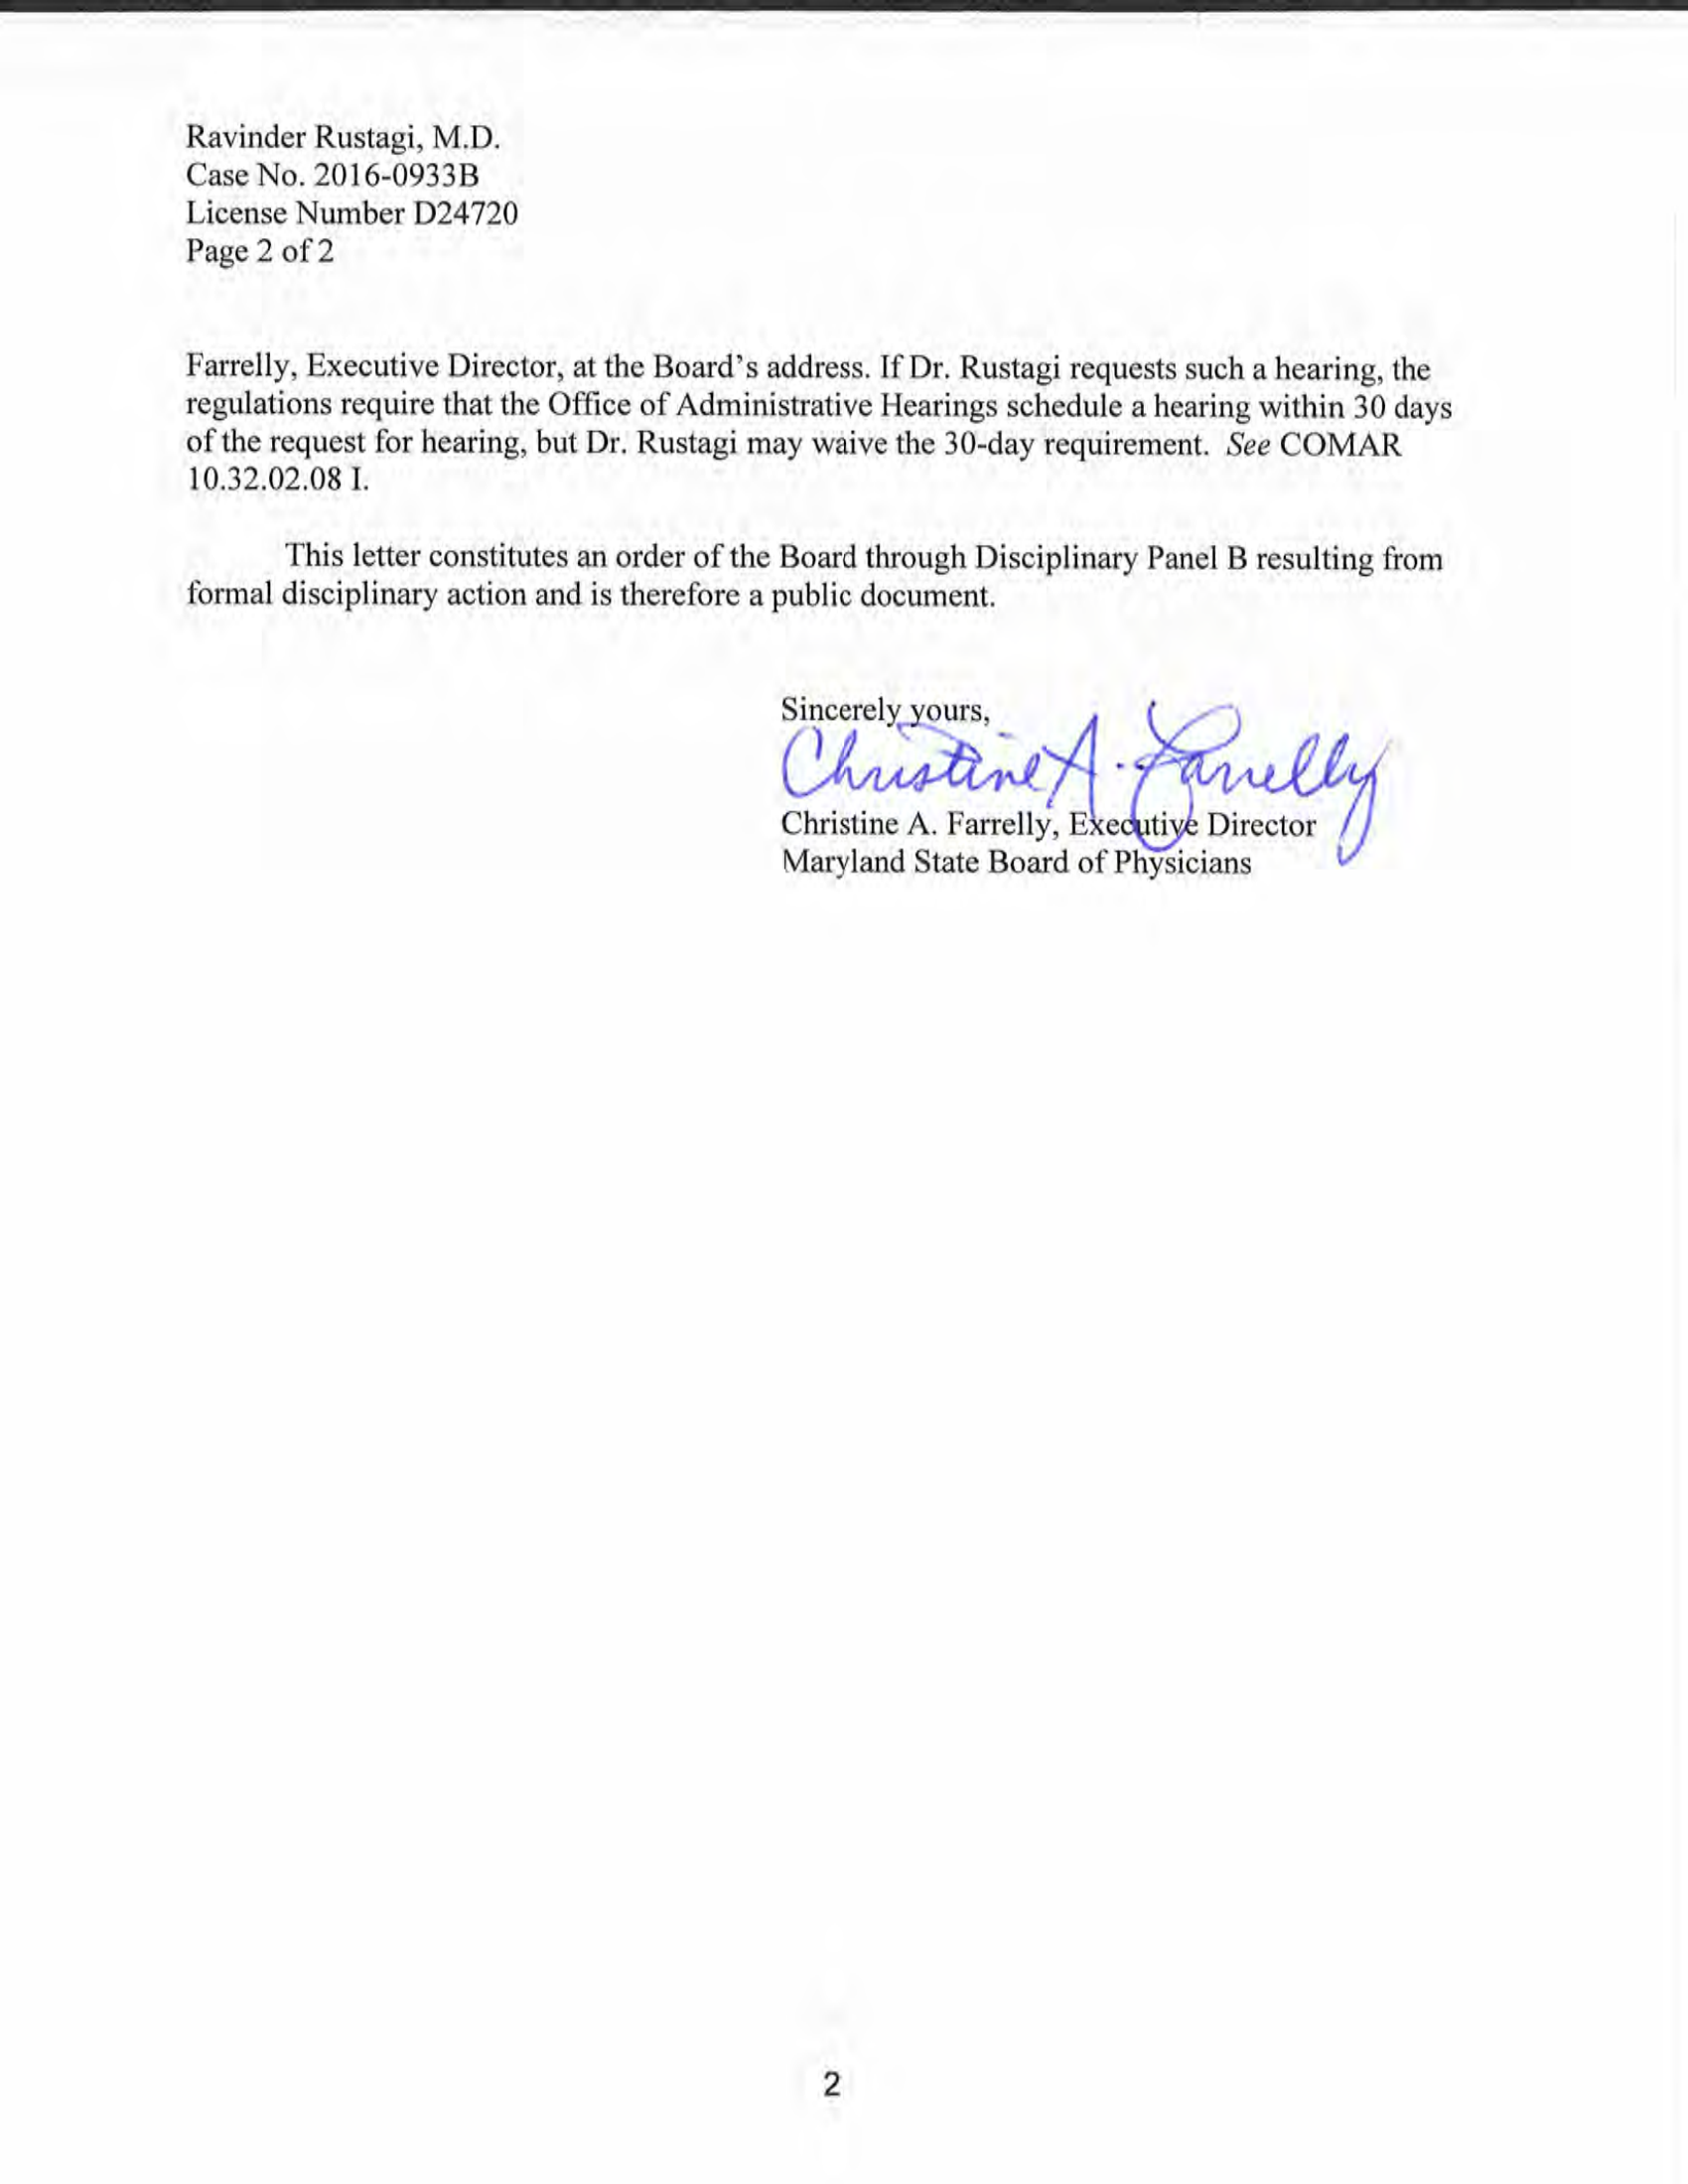 Ravinder Rustagi, M.D.
Case No. 2016-0933B
License Number D24720
Page 2 of 2
Farrelly, Executive Director, at the Board's address. If Dr. Rustagi requests such a hearing, the
regulations require that the Office of Administrative Hearings schedule a hearing within 30 days
of the request for hearing, but Dr. Rustagi may waive the 30-day requirement. See COMAR
10.32.02.08 I.
This letter constitutes an order of the Board through Disciplinary Panel B resulting from
formal disciplinary action and is therefore a public document.
Sincerely yours,
Christine A. Farrelly
Christine A. Farrelly, Executive Director
Maryland State Board of Physicians
2